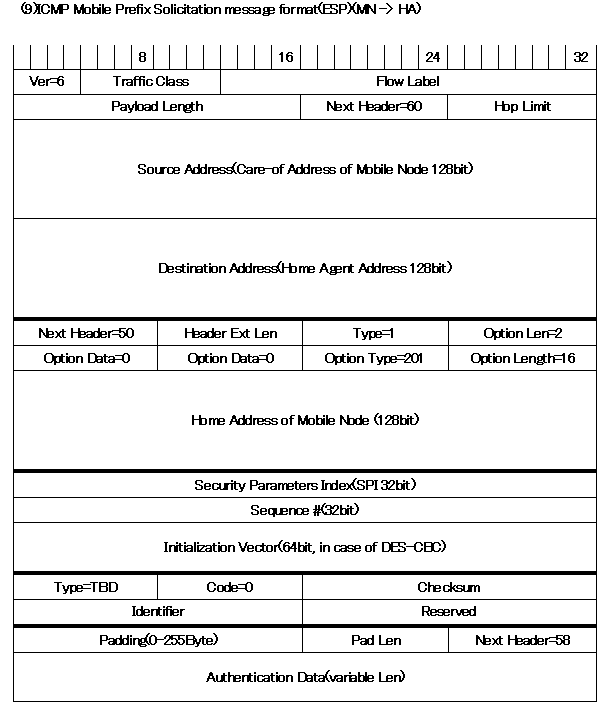 (9)ICMP Mobile Prefix Solicitation message format(ESP)(MN -> HA)
8 16 24 32
Ver=6 Traffic Class Flow Label
Payload Length Next Header=60 Hop Limit
Source Address(Care-of Address of Mobile Node 128bit)
Destination Address(Home Agent Address 128bit)
Next Header=50 Header Ext Len Type=1 Option Len=2
Option Data=0 Option Data=0 Option Type=201 Option Length=16
Home Address of Mobile Node (128bit)
Security Parameters Index(SPI 32bit)
Sequence #(32bit)
Initialization Vector(64bit, in case of DES-CBC)
Type=TBD Code=0 Checksum
Identifier Reserved
Padding(0-255Byte) Pad Len Next Header=58
Authentication Data(variable Len)